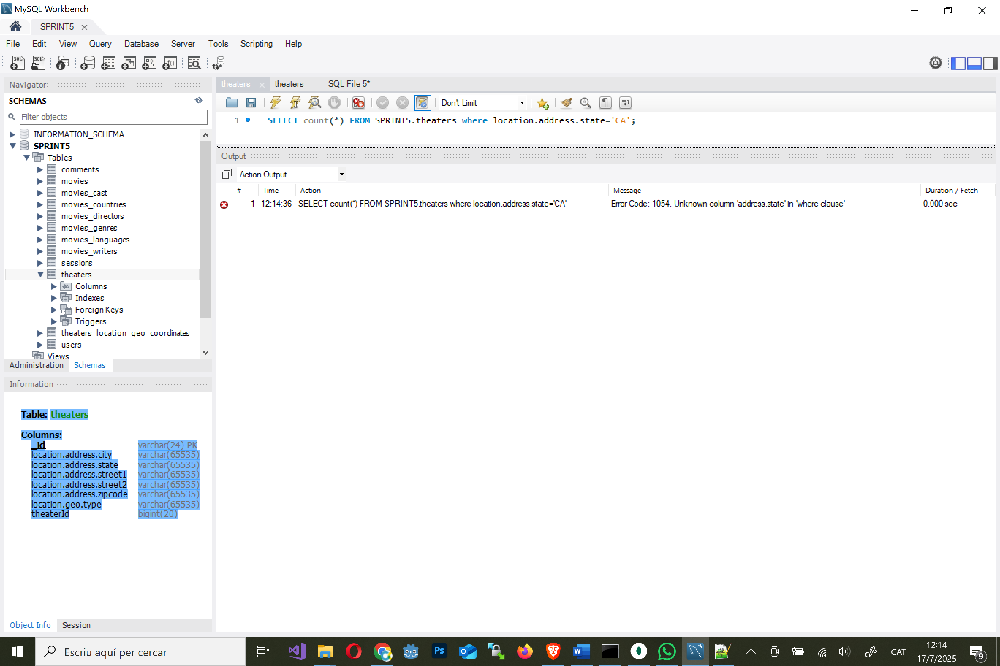 MySQL Workbench
SPRINT5
File Edit View Query Database Server Tools Scripting Help
Navigator
SCHEMAS
Filter objects
INFORMATION_SCHEMA
SPRINT5
Tables
comments
movies
movies_cast
movies_countries
movies_directors
movies_genres
movies_languages
movies_writers
sessions
theaters
Columns
Indexes
Foreign Keys
Triggers
theaters_location_geo_coordinates
users
Views
Administration Schemas
Information
Table: theaters
Columns:
_id varchar(24) PK
location.address.city varchar(65535)
location.address.state varchar(65535)
location.address.street1 varchar(65535)
location.address.street2 varchar(65535)
location.address.zipcode varchar(65535)
location.geo.type varchar(65535)
theaterId bigint(20)
Object Info Session
theaters theaters SQL File 5*
Don't Limit
1 SELECT count(*) FROM SPRINT5.theaters where location.address.state='CA';
Output
Action Output
# Time Action Message Duration / Fetch
1 12:14:36 SELECT count(*) FROM SPRINT5.theaters where location.address.state='CA' Error Code: 1054. Unknown column 'address.state' in 'where clause' 0.000 sec
Escriu aquí per cercar
CAT
12:14
17/7/2025
9